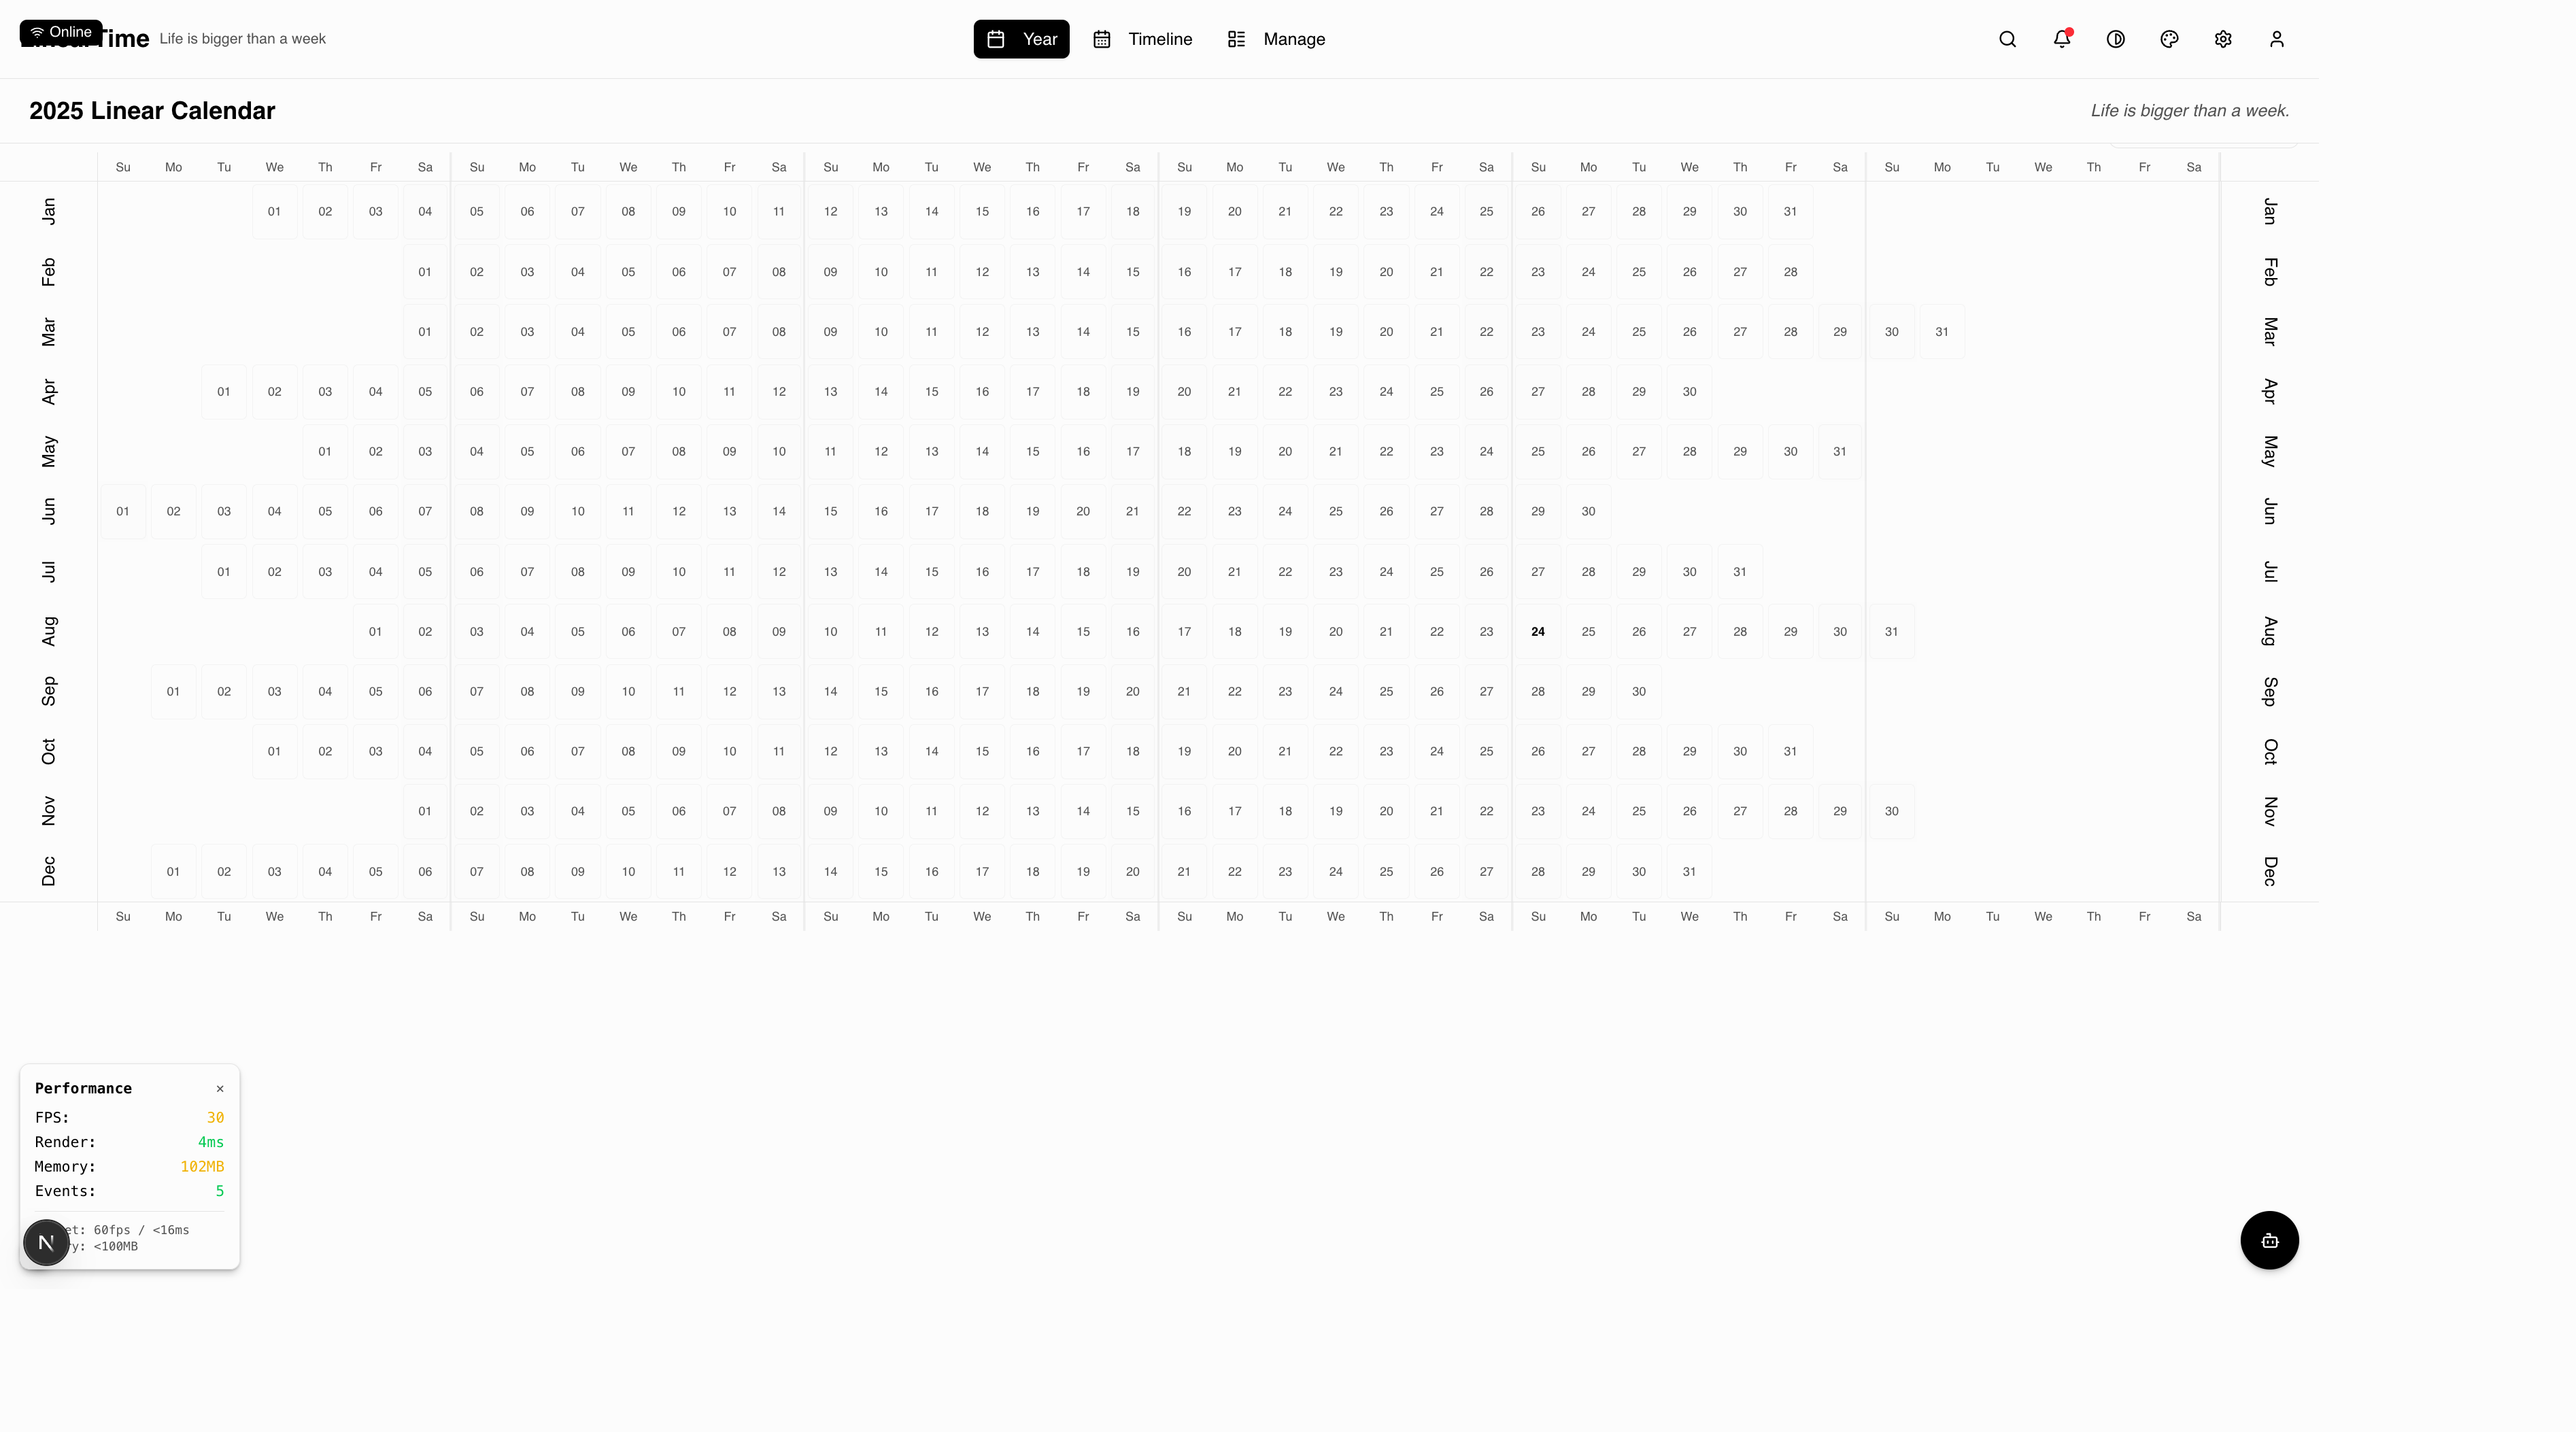 Online
Time Life is bigger than a week
Year Timeline Manage
2025 Linear Calendar
Life is bigger than a week.
Su Mo Tu We Th Fr Sa Su Mo Tu We Th Fr Sa Su Mo Tu We Th Fr Sa Su Mo Tu We Th Fr Sa Su Mo Tu We Th Fr Sa Su Mo Tu We Th Fr Sa
Jan 01 02 03 04 05 06 07 08 09 10 11 12 13 14 15 16 17 18 19 20 21 22 23 24 25 26 27 28 29 30 31 Jan
Feb 01 02 03 04 05 06 07 08 09 10 11 12 13 14 15 16 17 18 19 20 21 22 23 24 25 26 27 28 Feb
Mar 01 02 03 04 05 06 07 08 09 10 11 12 13 14 15 16 17 18 19 20 21 22 23 24 25 26 27 28 29 30 31 Mar
Apr 01 02 03 04 05 06 07 08 09 10 11 12 13 14 15 16 17 18 19 20 21 22 23 24 25 26 27 28 29 30 Apr
May 01 02 03 04 05 06 07 08 09 10 11 12 13 14 15 16 17 18 19 20 21 22 23 24 25 26 27 28 29 30 31 May
Jun 01 02 03 04 05 06 07 08 09 10 11 12 13 14 15 16 17 18 19 20 21 22 23 24 25 26 27 28 29 30 Jun
Jul 01 02 03 04 05 06 07 08 09 10 11 12 13 14 15 16 17 18 19 20 21 22 23 24 25 26 27 28 29 30 31 Jul
Aug 01 02 03 04 05 06 07 08 09 10 11 12 13 14 15 16 17 18 19 20 21 22 23 24 25 26 27 28 29 30 31 Aug
Sep 01 02 03 04 05 06 07 08 09 10 11 12 13 14 15 16 17 18 19 20 21 22 23 24 25 26 27 28 29 30 Sep
Oct 01 02 03 04 05 06 07 08 09 10 11 12 13 14 15 16 17 18 19 20 21 22 23 24 25 26 27 28 29 30 31 Oct
Nov 01 02 03 04 05 06 07 08 09 10 11 12 13 14 15 16 17 18 19 20 21 22 23 24 25 26 27 28 29 30 Nov
Dec 01 02 03 04 05 06 07 08 09 10 11 12 13 14 15 16 17 18 19 20 21 22 23 24 25 26 27 28 29 30 31 Dec
Su Mo Tu We Th Fr Sa Su Mo Tu We Th Fr Sa Su Mo Tu We Th Fr Sa Su Mo Tu We Th Fr Sa Su Mo Tu We Th Fr Sa Su Mo Tu We Th Fr Sa
Performance ×
FPS: 30
Render: 4ms
Memory: 102MB
Events: 5
60fps / <16ms
<100MB
N